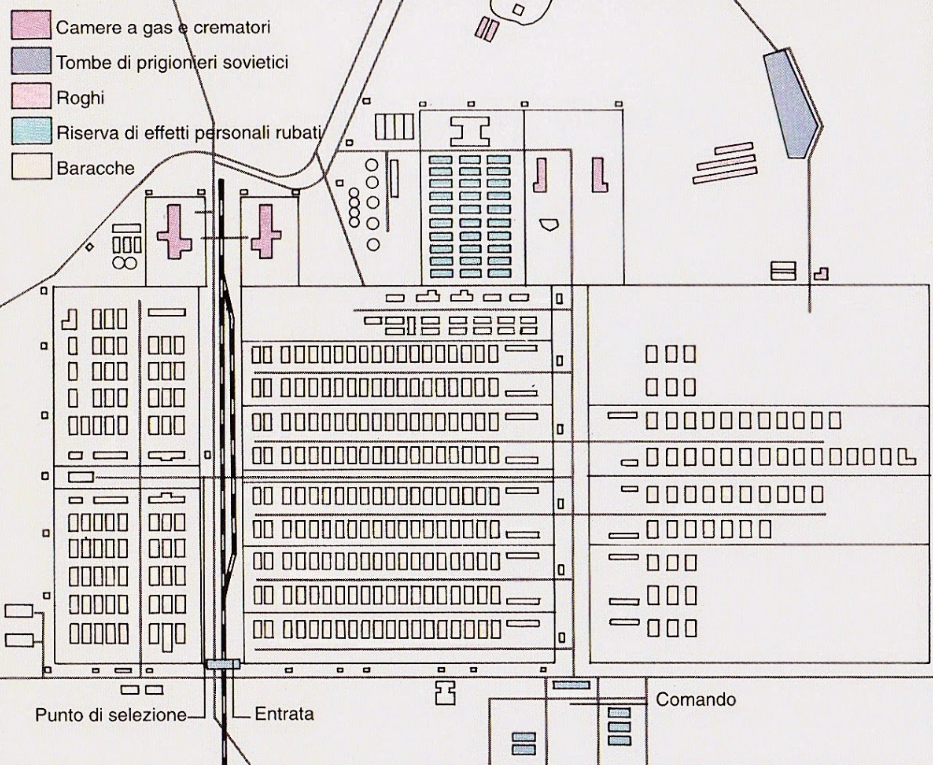 Camere a gas e crematori
Tombe di prigionieri sovietici
Roghi
Riserva di effetti personali rubati
Baracche
Punto di selezione
Entrata
Comando